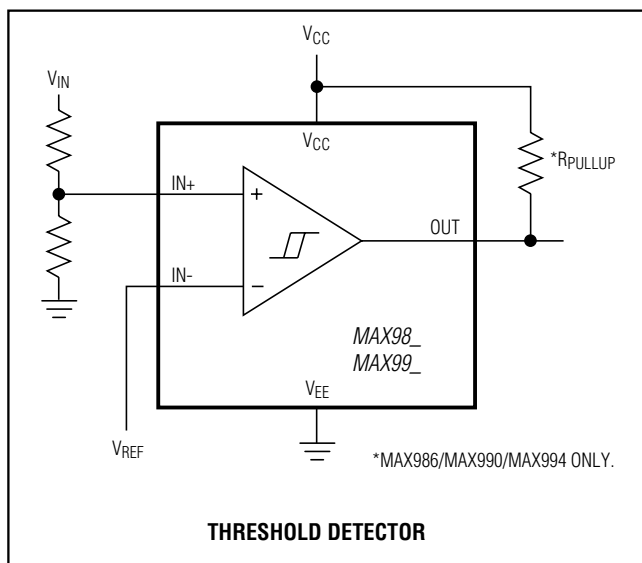 VCC
VIN
VCC
*RPULLUP
IN+
+
OUT
IN-
−
MAX98_
MAX99_
VEE
VREF
*MAX986/MAX990/MAX994 ONLY.
THRESHOLD DETECTOR